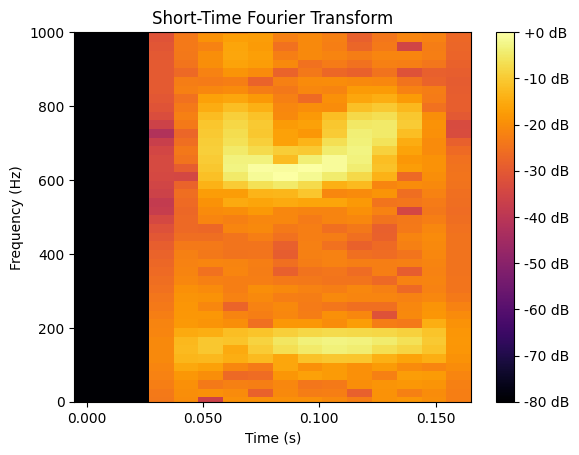 Short-Time Fourier Transform
1000
800
600
400
200
0
Frequency (Hz)
0.000
0.050
0.100
0.150
Time (s)
+0 dB
-10 dB
-20 dB
-30 dB
-40 dB
-50 dB
-60 dB
-70 dB
-80 dB